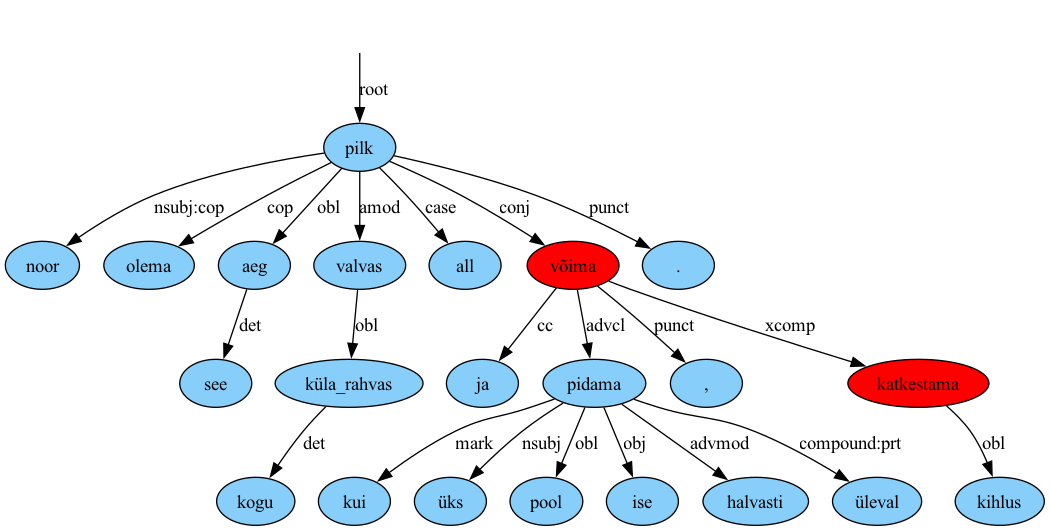 root
pilk
nsubj:cop cop obl amod case conj punct
noor olema aeg valvas all võima .
det obl cc advcl punct xcomp
see küla_rahvas ja pidama , katkestama
det mark nsubj obl obj advmod compound:prt obl
kogu kui üks pool ise halvasti üleval kihlus